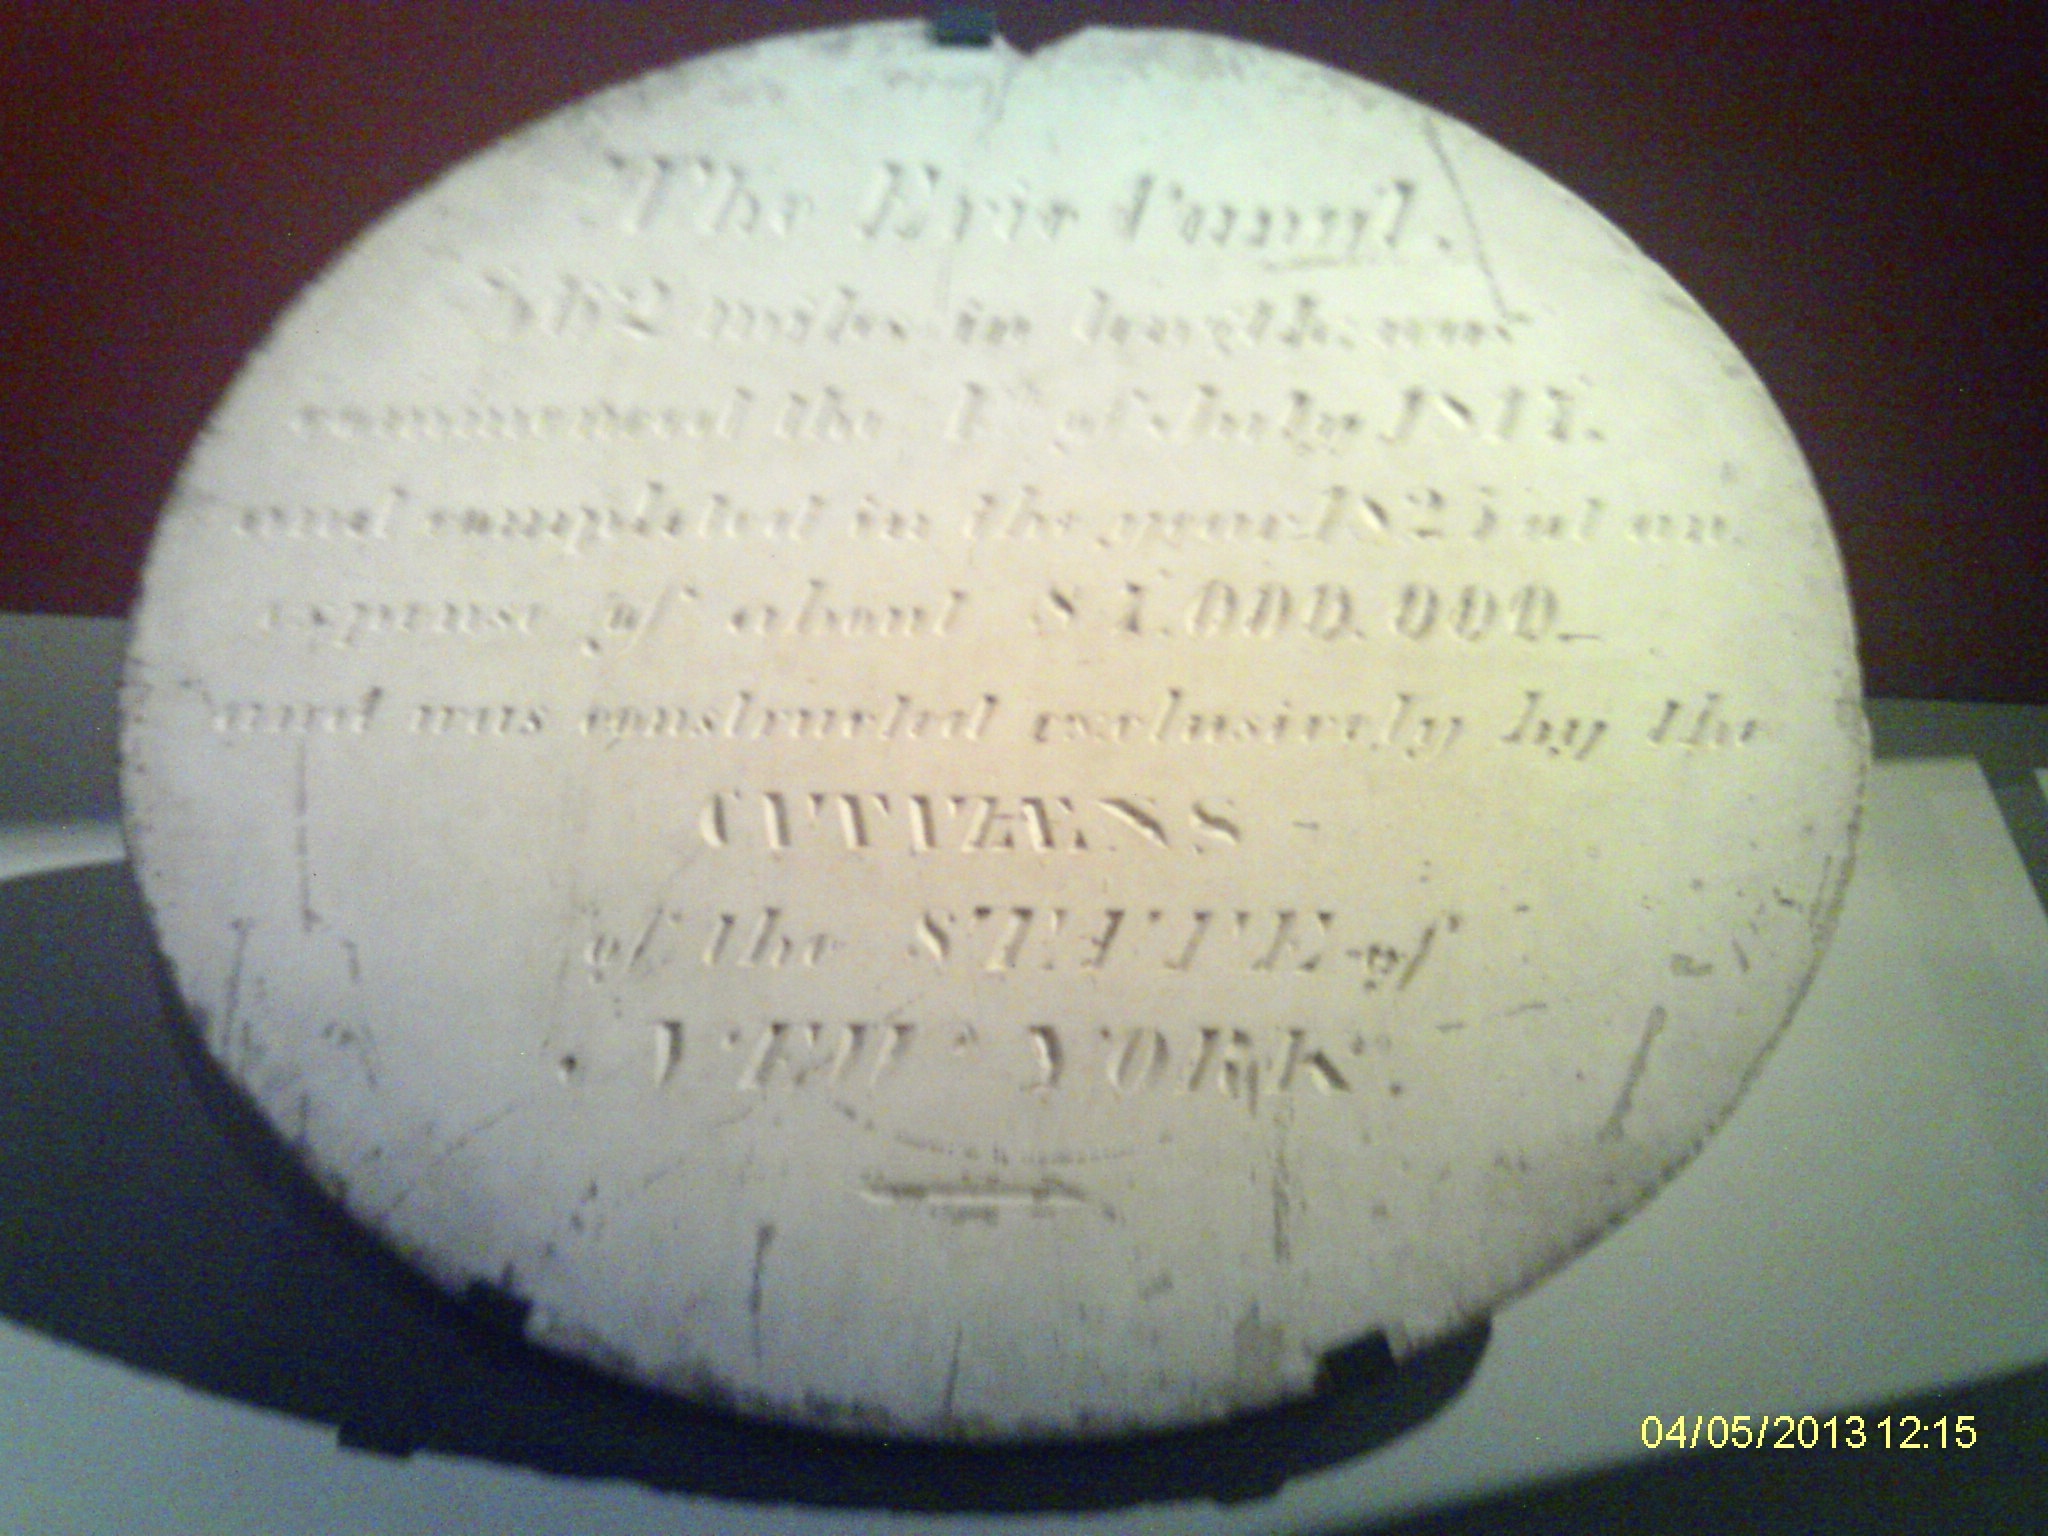 The Erie Canal,
362 miles in length, was
commenced the 4th of July 1817,
and completed in the year 1825 at an
expense of about $7,000,000_
and was constructed exclusively by the
CITIZENS -
of the STATE of
NEW YORK.
04/05/2013 12:15